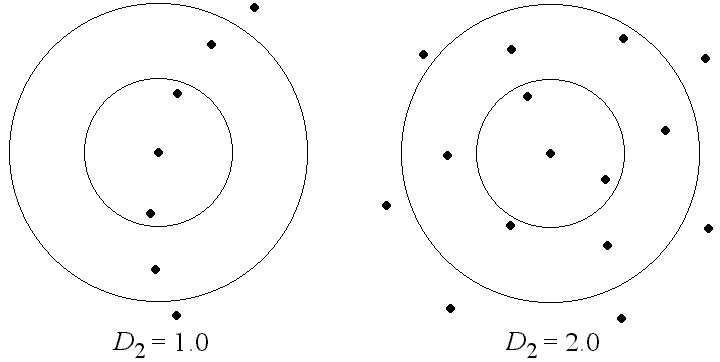 D2 = 1.0
D2 = 2.0